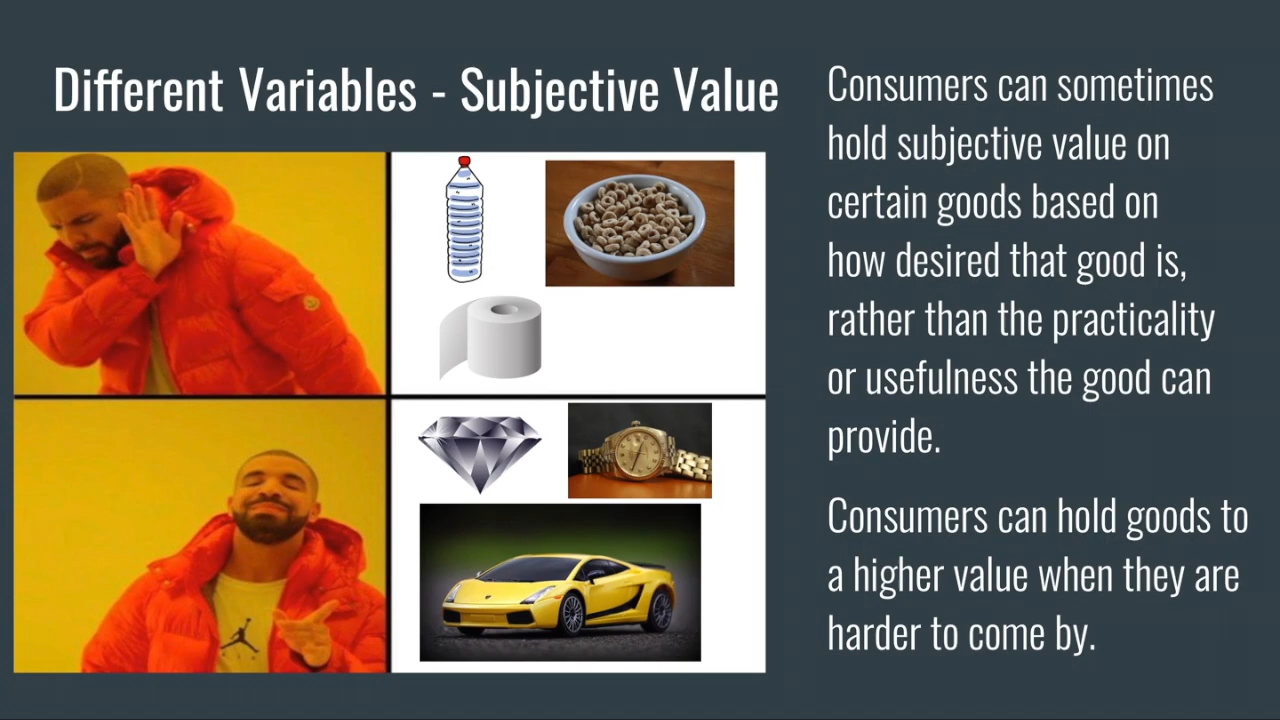 Different Variables - Subjective Value
Consumers can sometimes
hold subjective value on
certain goods based on
how desired that good is,
rather than the practicality
or usefulness the good can
provide.
Consumers can hold goods to
a higher value when they are
harder to come by.